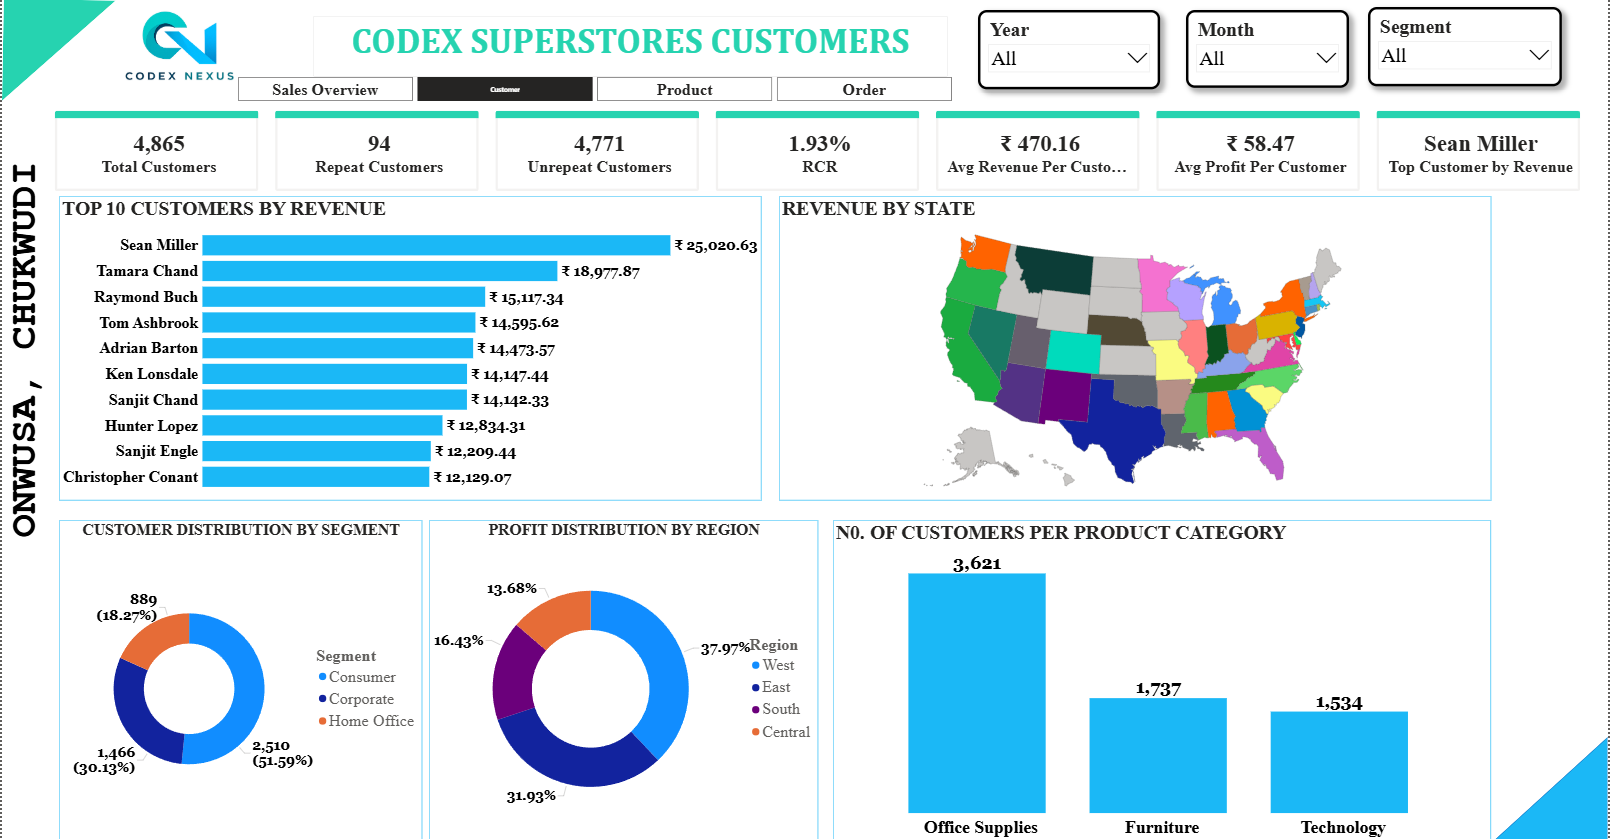 CODEX NEXUS
CODEX SUPERSTORES CUSTOMERS
Year
All
Month
All
Segment
All
Sales Overview
Customer
Product
Order
4,865
Total Customers
94
Repeat Customers
4,771
Unrepeat Customers
1.93%
RCR
₹ 470.16
Avg Revenue Per Custo...
₹ 58.47
Avg Profit Per Customer
Sean Miller
Top Customer by Revenue
ONWUSA, CHUKWUDI
TOP 10 CUSTOMERS BY REVENUE
Sean Miller ₹ 25,020.63
Tamara Chand ₹ 18,977.87
Raymond Buch ₹ 15,117.34
Tom Ashbrook ₹ 14,595.62
Adrian Barton ₹ 14,473.57
Ken Lonsdale ₹ 14,147.44
Sanjit Chand ₹ 14,142.33
Hunter Lopez ₹ 12,834.31
Sanjit Engle ₹ 12,209.44
Christopher Conant ₹ 12,129.07
REVENUE BY STATE
CUSTOMER DISTRIBUTION BY SEGMENT
889
(18.27%)
1,466
(30.13%)
2,510
(51.59%)
Segment
Consumer
Corporate
Home Office
PROFIT DISTRIBUTION BY REGION
13.68%
16.43%
37.97%
31.93%
Region
West
East
South
Central
N0. OF CUSTOMERS PER PRODUCT CATEGORY
3,621
1,737
1,534
Office Supplies
Furniture
Technology